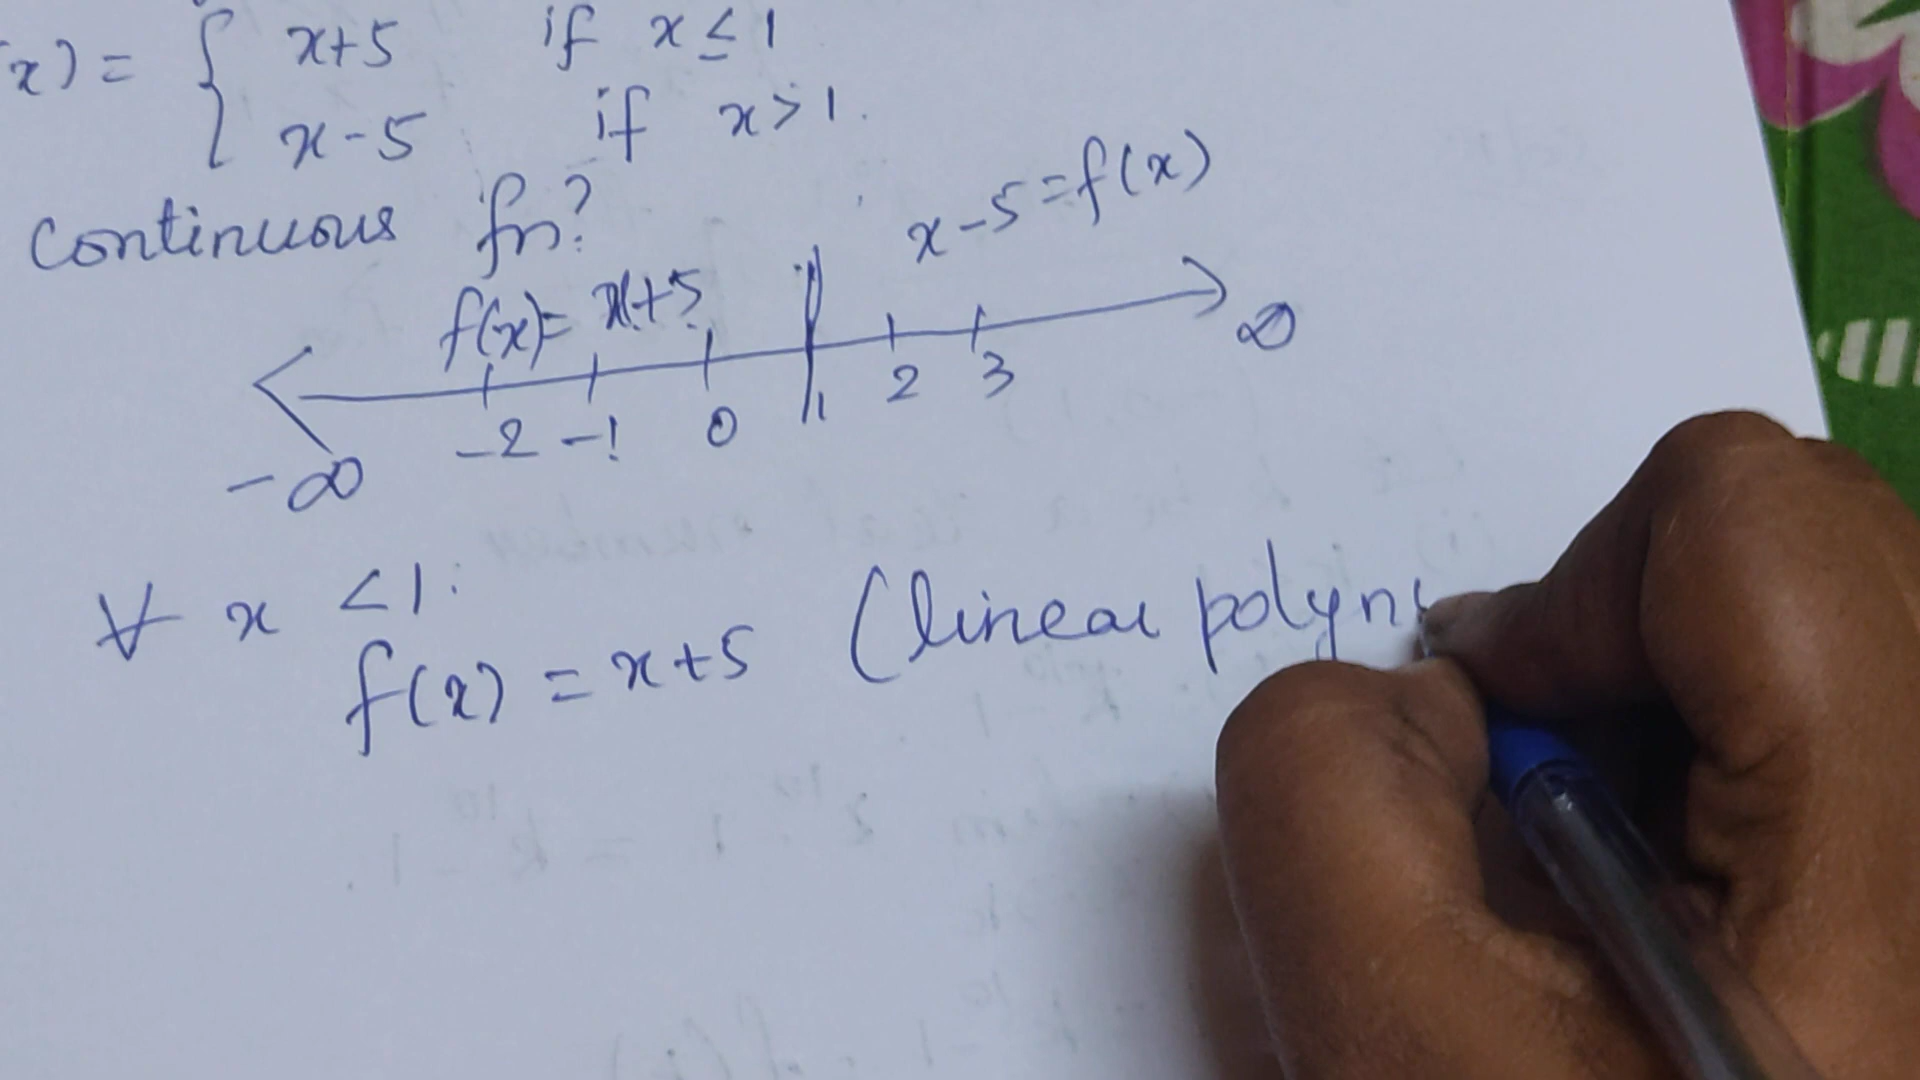 x) = { x+5 if x ≤ 1
x-5 if x > 1.
Continuous fn?
x-5 = f(x)
f(x) = x+5
-∞ -2 -1 0 1 2 3 ∞
∀ x < 1:
f(x) = x+5 (linear polyn